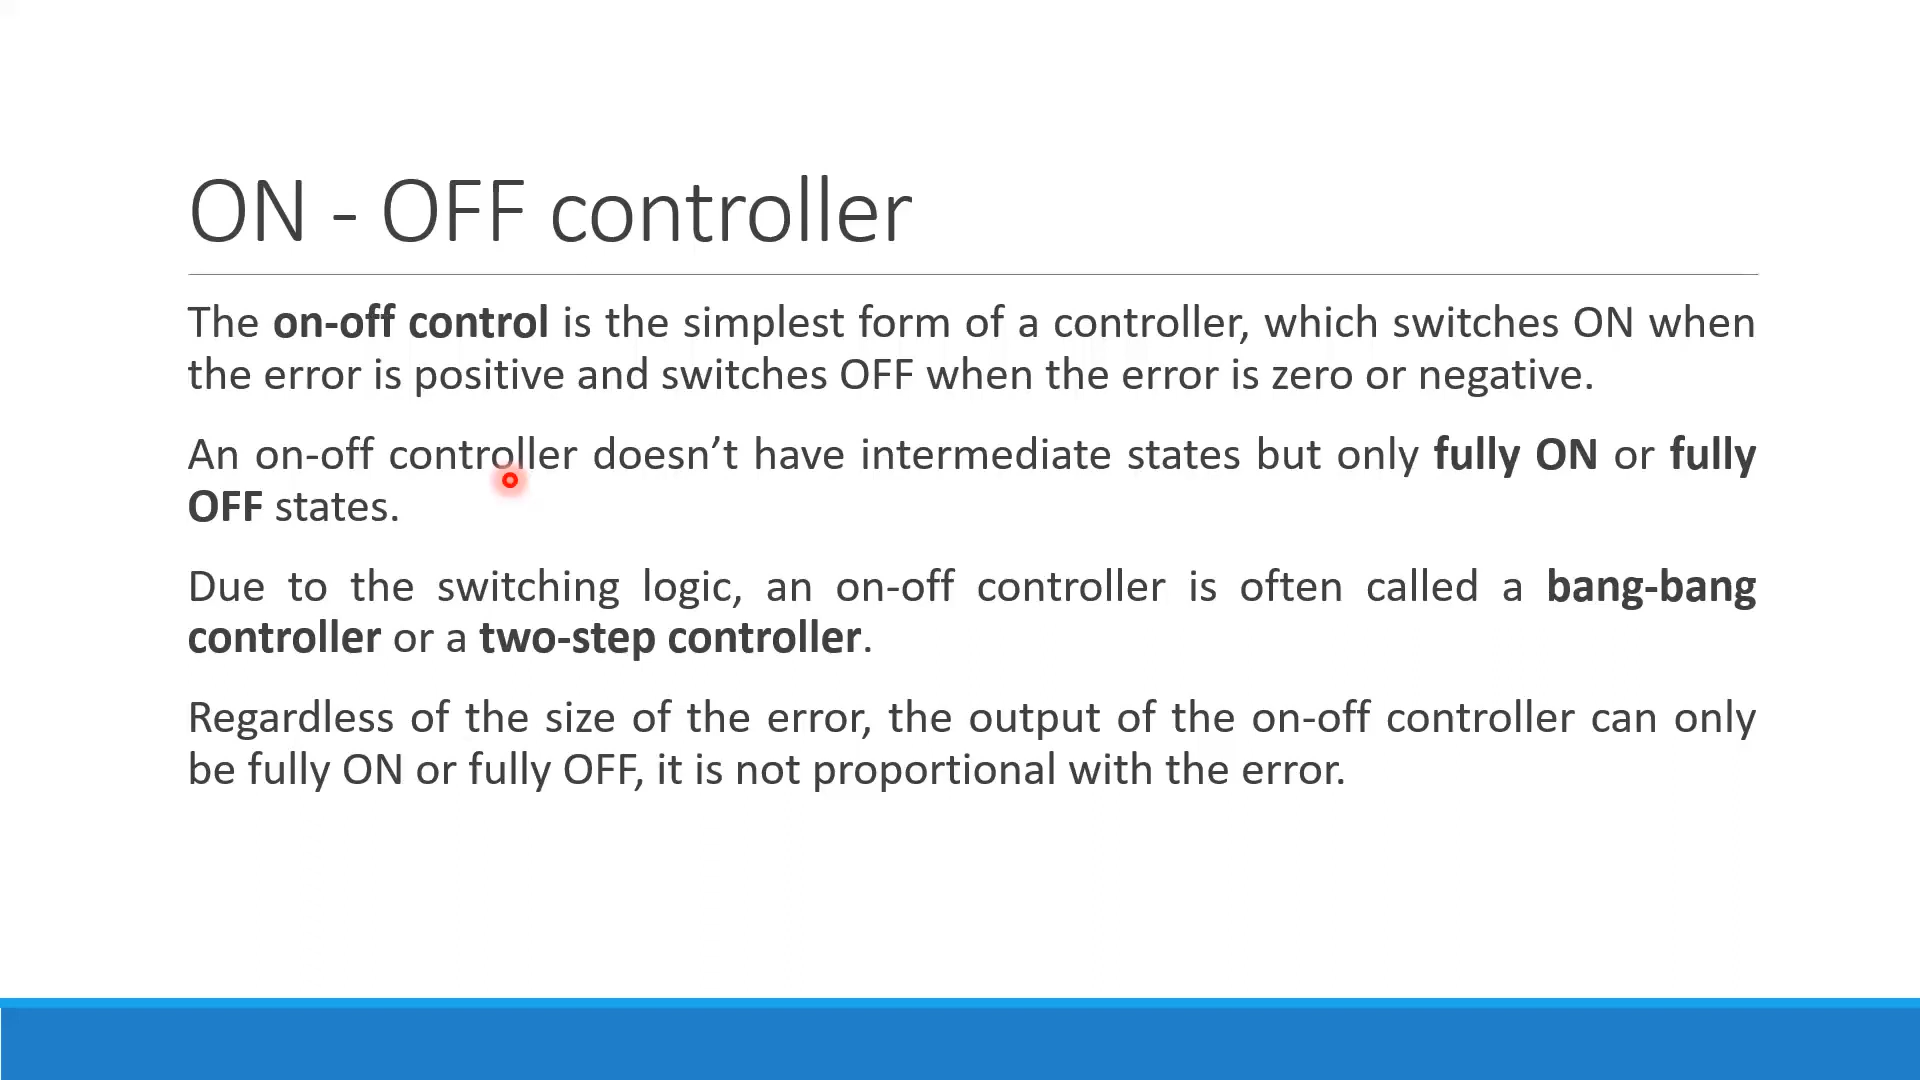 ON - OFF controller
The on-off control is the simplest form of a controller, which switches ON when
the error is positive and switches OFF when the error is zero or negative.
An on-off controller doesn’t have intermediate states but only fully ON or fully
OFF states.
Due to the switching logic, an on-off controller is often called a bang-bang
controller or a two-step controller.
Regardless of the size of the error, the output of the on-off controller can only
be fully ON or fully OFF, it is not proportional with the error.